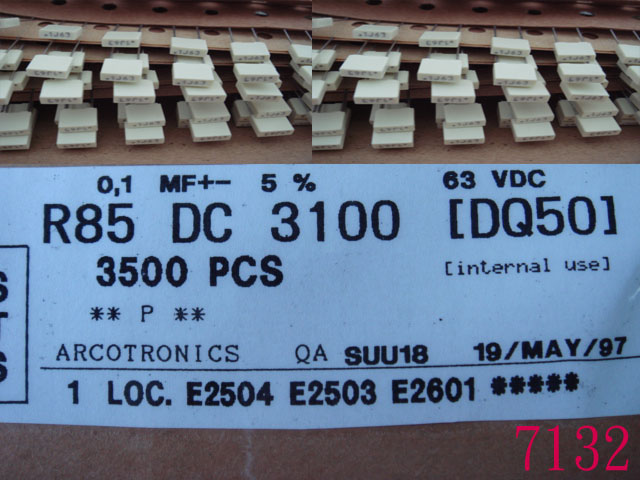 0,1 MF+- 5 % 63 VDC
R85 DC 3100 [DQ50]
3500 PCS [internal use]
** P **
ARCOTRONICS QA SUU18 19/MAY/97
1 LOC. E2504 E2503 E2601 *****
7132